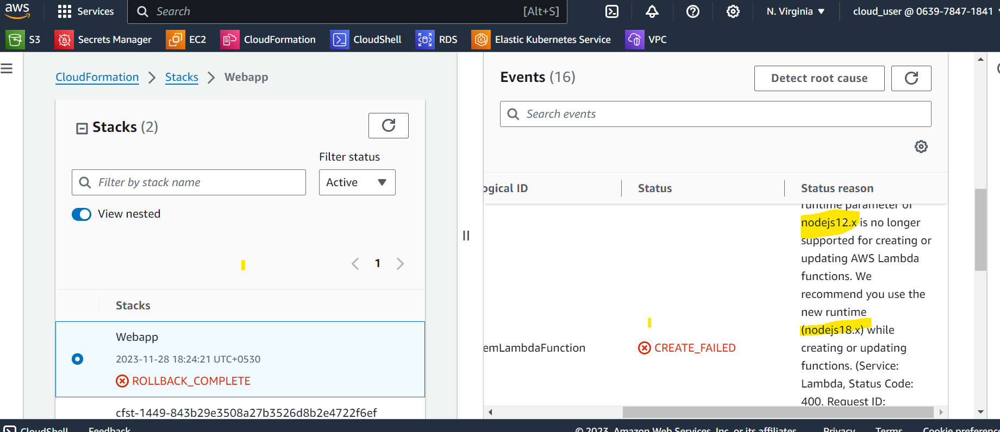 aws
Services
Search
[Alt+S]
N. Virginia
cloud_user @ 0639-7847-1841
S3
Secrets Manager
EC2
CloudFormation
CloudShell
RDS
Elastic Kubernetes Service
VPC
CloudFormation
Stacks
Webapp
Stacks (2)
Filter status
Filter by stack name
Active
View nested
1
Stacks
Webapp
2023-11-28 18:24:21 UTC+0530
ROLLBACK_COMPLETE
cfst-1449-843b29e3508a27b3526d8b2e4722f6ef
Events (16)
Detect root cause
Search events
ogical ID
Status
Status reason
emLambdaFunction
CREATE_FAILED
runtime parameter of
nodejs12.x is no longer
supported for creating or
updating AWS Lambda
functions. We
recommend you use the
new runtime
(nodejs18.x) while
creating or updating
functions. (Service:
Lambda, Status Code:
400, Request ID:
CloudShell
Feedback
© 2023, Amazon Web Services, Inc. or its affiliates
Privacy
Terms
Cookie preference